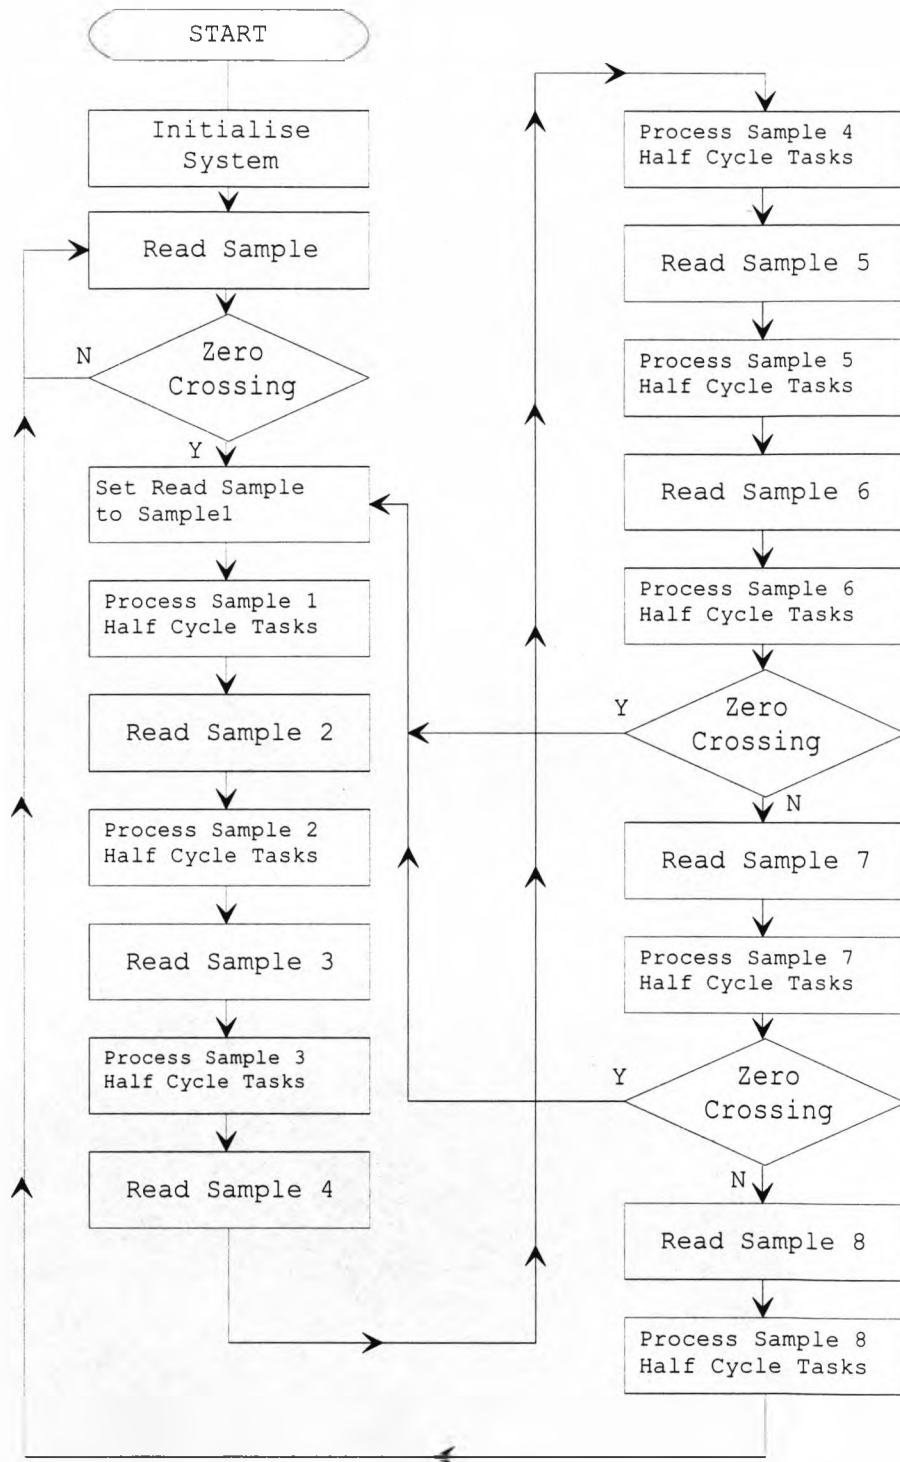 START
Initialise
System
Read Sample
N
Zero
Crossing
Y
Set Read Sample
to Sample1
Process Sample 1
Half Cycle Tasks
Read Sample 2
Process Sample 2
Half Cycle Tasks
Read Sample 3
Process Sample 3
Half Cycle Tasks
Read Sample 4
Process Sample 4
Half Cycle Tasks
Read Sample 5
Process Sample 5
Half Cycle Tasks
Read Sample 6
Process Sample 6
Half Cycle Tasks
Y
Zero
Crossing
N
Read Sample 7
Process Sample 7
Half Cycle Tasks
Y
Zero
Crossing
N
Read Sample 8
Process Sample 8
Half Cycle Tasks